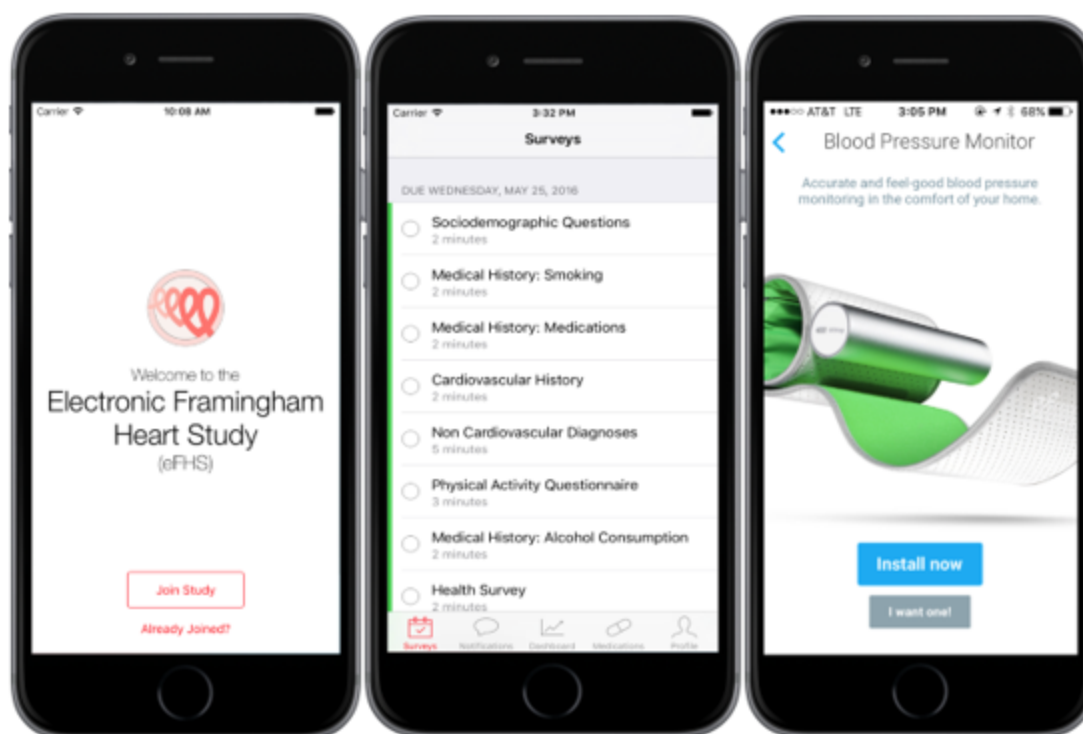 Carrier
10:08 AM
Welcome to the
Electronic Framingham
Heart Study
(eFHS)
Join Study
Already Joined?
Carrier
3:32 PM
Surveys
DUE WEDNESDAY, MAY 25, 2016
Sociodemographic Questions
2 minutes
Medical History: Smoking
2 minutes
Medical History: Medications
2 minutes
Cardiovascular History
2 minutes
Non Cardiovascular Diagnoses
5 minutes
Physical Activity Questionnaire
3 minutes
Medical History: Alcohol Consumption
2 minutes
Health Survey
2 minutes
Surveys Notifications Dashboard Medications Profile
AT&T LTE 3:05 PM 68%
Blood Pressure Monitor
Accurate and feel-good blood pressure
monitoring in the comfort of your home.
Install now
I want one!